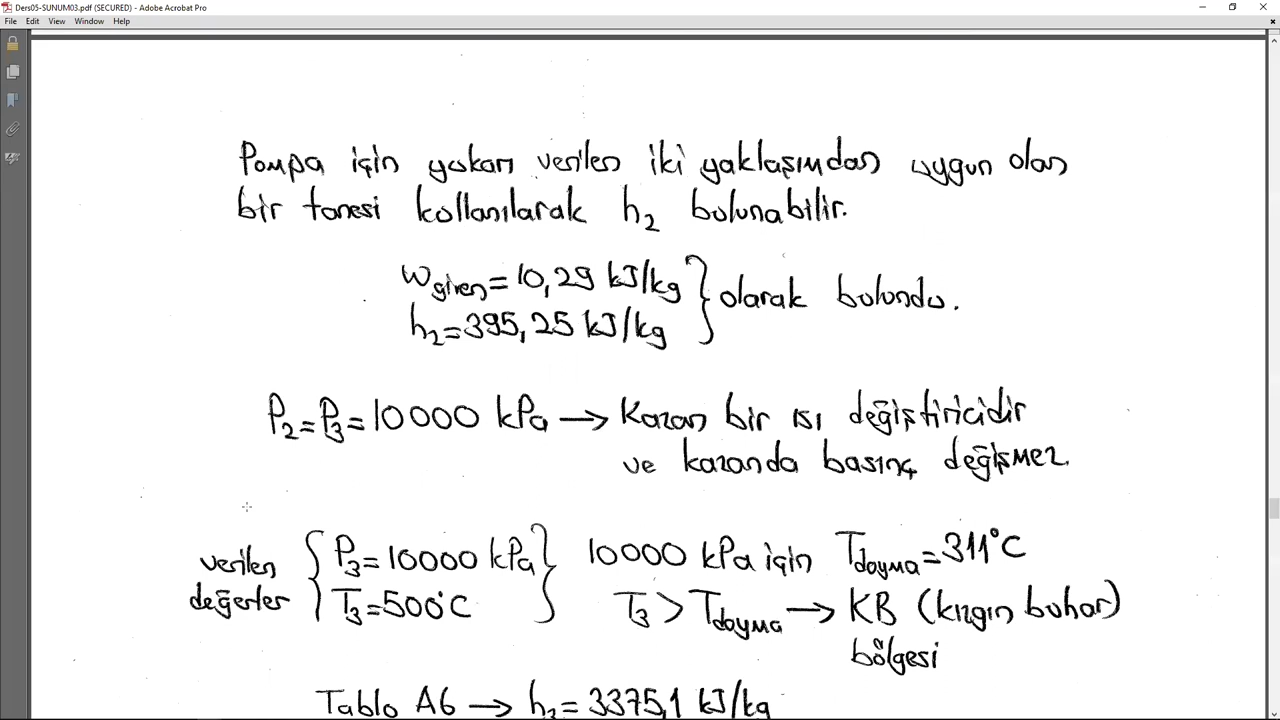 Ders05-SUNUM03.pdf (SECURED) - Adobe Acrobat Pro
File Edit View Window Help
Pompa için yukarı verilen iki yaklaşımdan uygun olan
bir tanesi kullanılarak h₂ bulunabilir.
w_giren = 10,29 kJ/kg
h₂ = 395,25 kJ/kg } olarak bulundu.
P₂ = P₃ = 10000 kPa → Kazan bir ısı değiştiricidir
ve kazanda basınç değişmez.
verilen değerler { P₃ = 10000 kPa } 10000 kPa için T_doyma = 311°C
T₃ = 500°C T₃ > T_doyma → KB (kızgın buhar)
bölgesi
Tablo A6 → h₃ = 3375,1 kJ/kg